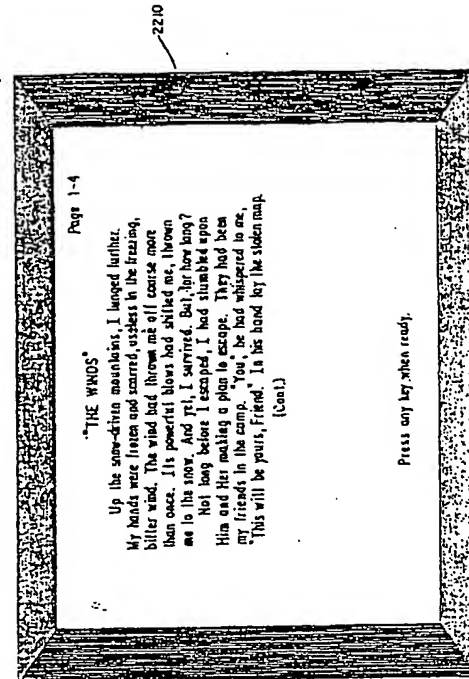 2210
"THE WINDS"
Page 1-4
Up the snow-driven mountains, I lunged further.
My hands were frozen and scarred, useless in the freezing,
bitter wind. The wind had thrown me off course more
than once. Its powerful blows had shifted me, thrown
me to the snow. And yet, I survived. But, for how long?
Not long before I escaped, I had stumbled upon
Him and Her making a plan to escape. They had been
my friends in the camp. "You", he had whispered to me,
"This will be yours, Friend." In his hand lay the stolen map.
(Cont.)
Press any key when ready.